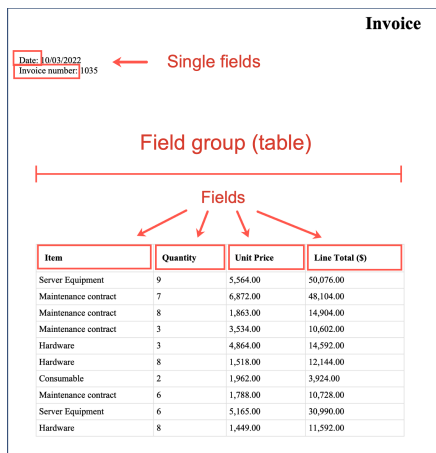 Invoice
Date: 10/03/2022
Single fields
Invoice number: 1035
Field group (table)
Fields
Item Quantity Unit Price Line Total ($)
Server Equipment 9 5,564.00 50,076.00
Maintenance contract 7 6,872.00 48,104.00
Maintenance contract 8 1,863.00 14,904.00
Maintenance contract 3 3,534.00 10,602.00
Hardware 3 4,864.00 14,592.00
Hardware 8 1,518.00 12,144.00
Consumable 2 1,962.00 3,924.00
Maintenance contract 6 1,788.00 10,728.00
Server Equipment 6 5,165.00 30,990.00
Hardware 8 1,449.00 11,592.00